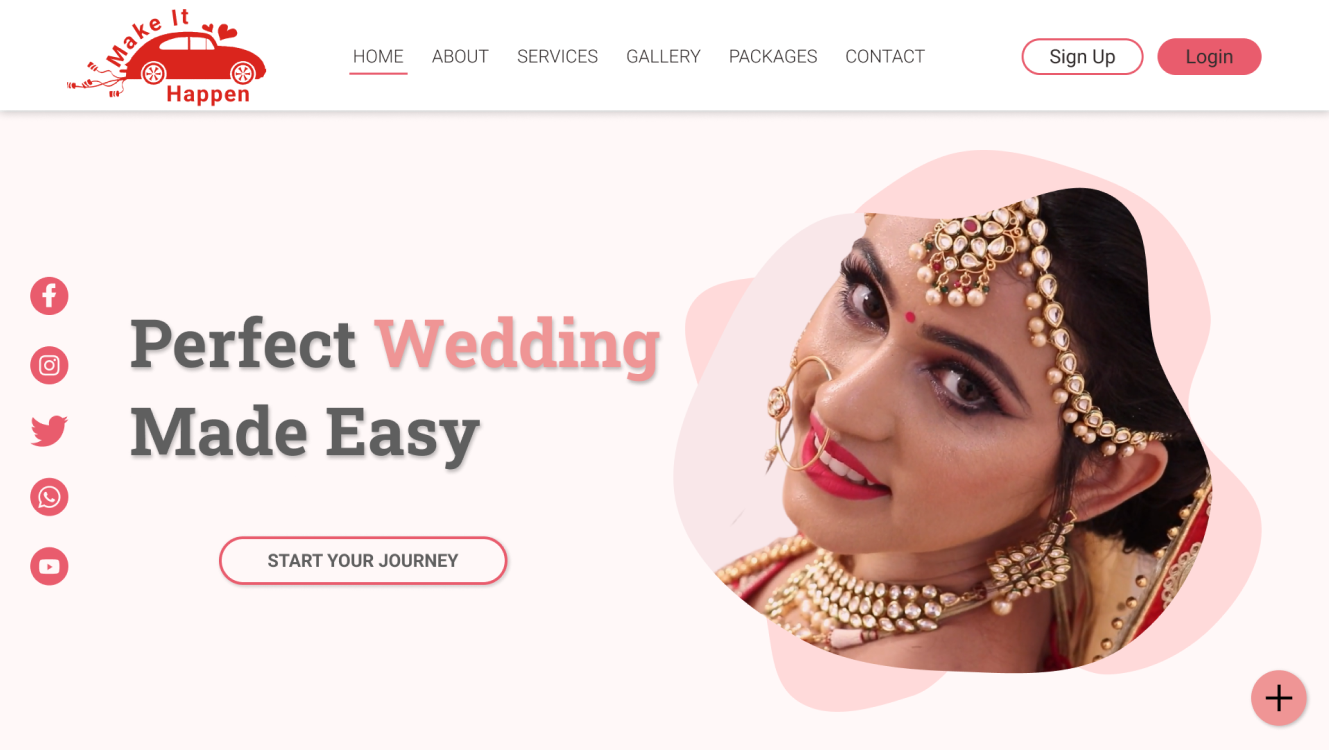 Make It
Happen
HOME ABOUT SERVICES GALLERY PACKAGES CONTACT
Sign Up Login
Perfect Wedding
Made Easy
START YOUR JOURNEY